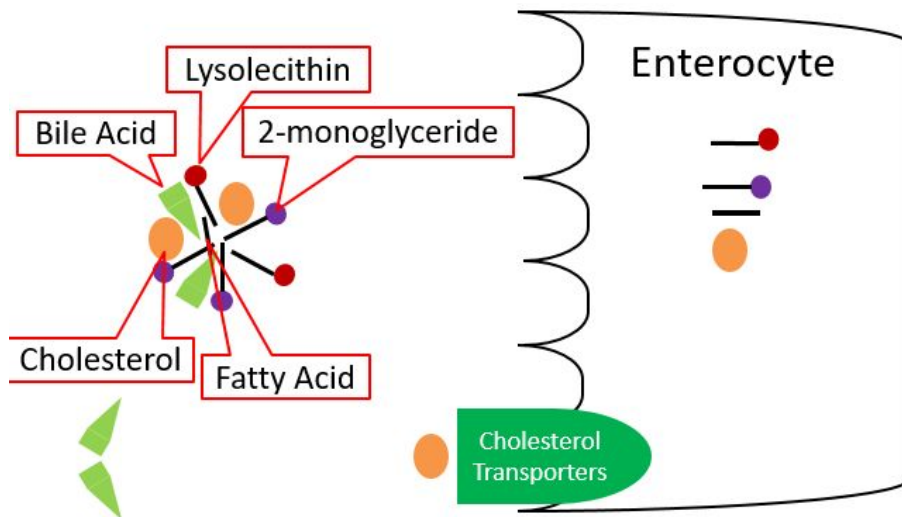 Lysolecithin
Enterocyte
Bile Acid
2-monoglyceride
Cholesterol
Fatty Acid
Cholesterol
Transporters